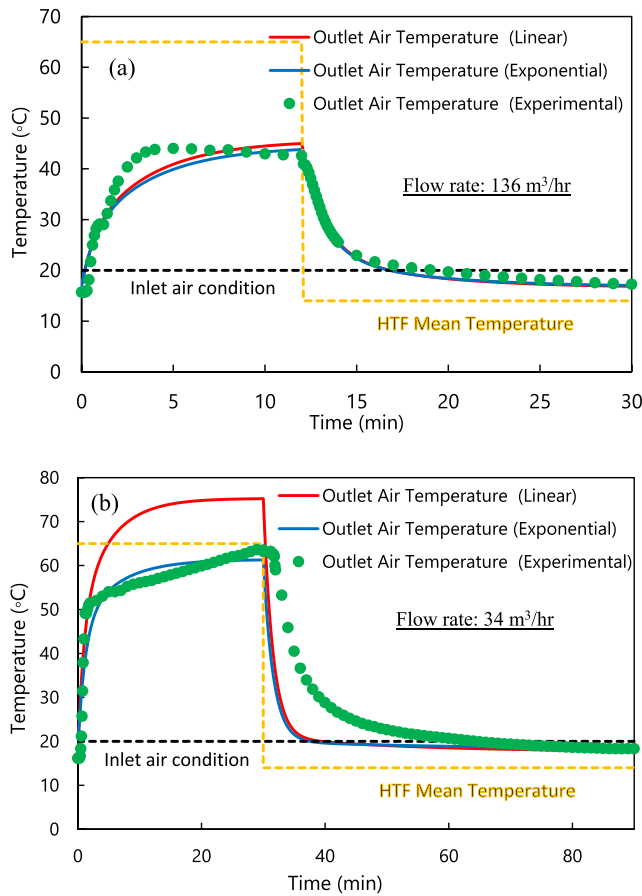 70
(a)
Outlet Air Temperature (Linear)
60
Outlet Air Temperature (Exponential)
50
Outlet Air Temperature (Experimental)
40
Temperature (∘C)
Flow rate: 136 m³/hr
30
20
Inlet air condition
10
HTF Mean Temperature
0
0 5 10 15 20 25 30
Time (min)
80
(b)
Outlet Air Temperature (Linear)
70
Outlet Air Temperature (Exponential)
60
Outlet Air Temperature (Experimental)
50
Temperature (∘C)
Flow rate: 34 m³/hr
40
30
20
Inlet air condition
10
HTF Mean Temperature
0
0 20 40 60 80
Time (min)